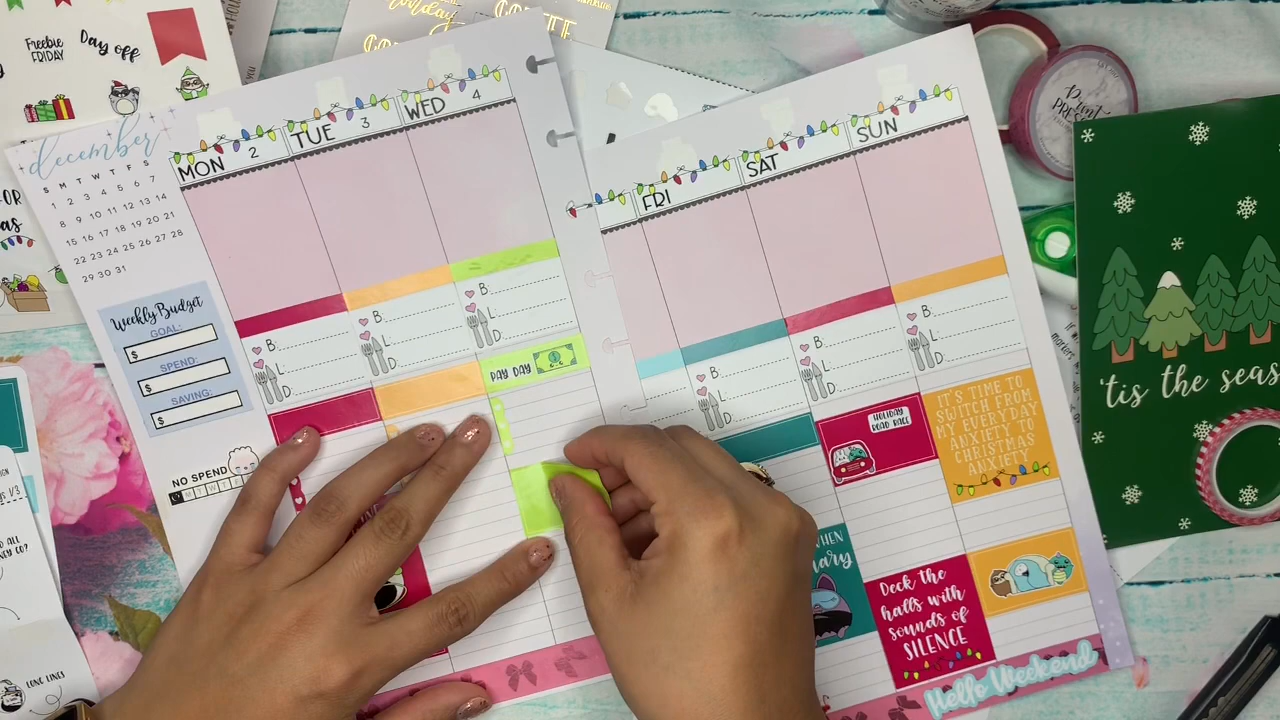 Freebie
FRIDAY
Day off
december
S M T W T F S
1 2 3 4 5 6 7
8 9 10 11 12 13 14
15 16 17 18 19 20 21
22 23 24 25 26 27 28
29 30 31
Weekly Budget
GOAL:
$
SPEND:
$
SAVING:
$
NO SPEND
MON 2
TUE 3
WED 4
B:
L:
D:
B:
L:
D:
B:
L:
D:
PAY DAY
FRI
SAT
SUN
B:
L:
D:
B:
L:
D:
B:
L:
D:
HOLIDAY
ROAD RAGE
IT'S TIME TO
SWITCH FROM
MY EVERYDAY
ANXIETY TO
CHRISTMAS
ANXIETY
WHEN
Deck the
halls with
sounds of
SILENCE
Hello Weekend
PRESENT
'tis the seas
LONG LINES